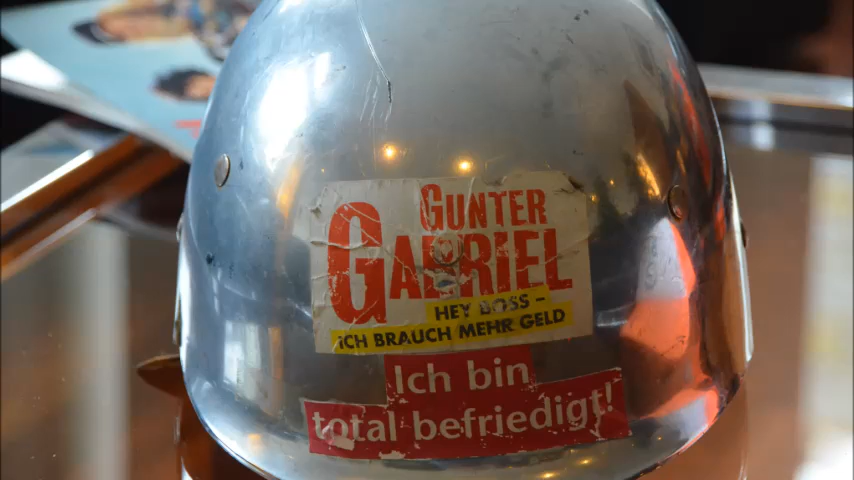 GUNTER
GABRIEL
HEY BOSS -
ICH BRAUCH MEHR GELD
Ich bin
total befriedigt!